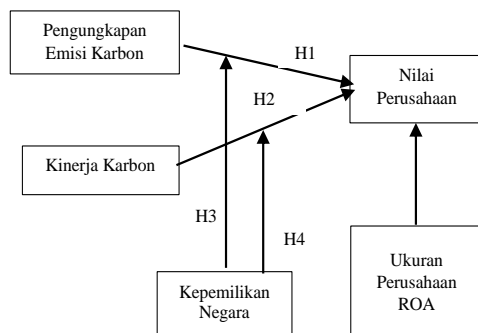 Pengungkapan
Emisi Karbon
H1
Nilai
Perusahaan
H2
Kinerja Karbon
H3
H4
Kepemilikan
Negara
Ukuran
Perusahaan
ROA